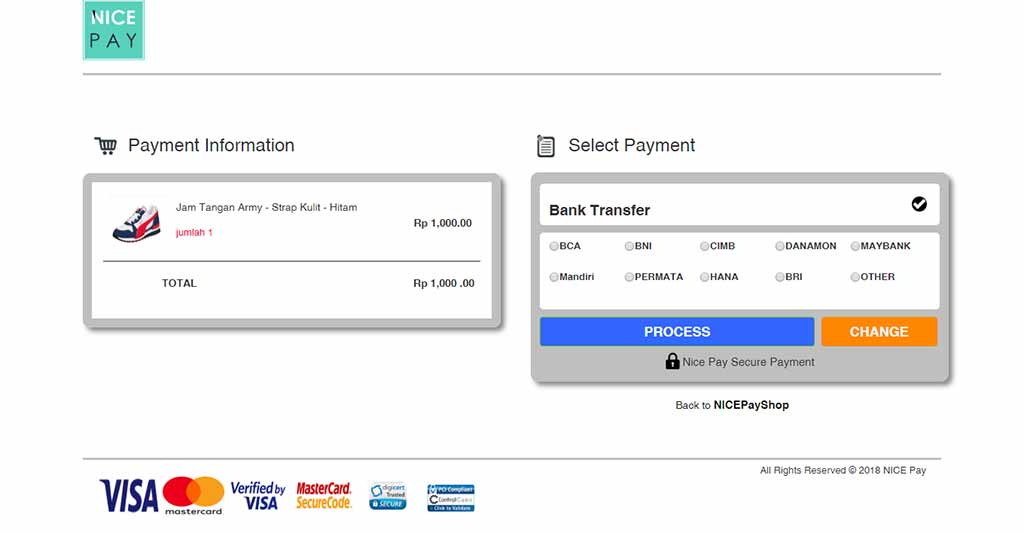 NICE
PAY
Payment Information
Jam Tangan Army - Strap Kulit - Hitam
Rp 1,000.00
jumlah 1
TOTAL
Rp 1,000 .00
Select Payment
Bank Transfer
BCA
BNI
CIMB
DANAMON
MAYBANK
Mandiri
PERMATA
HANA
BRI
OTHER
PROCESS
CHANGE
Nice Pay Secure Payment
Back to NICEPayShop
All Rights Reserved © 2018 NICE Pay
VISA
mastercard
Verified by
VISA
MasterCard.
SecureCode.
digicert
Trusted
SECURE
PCI Compliant
ControlCase
Click to Validate